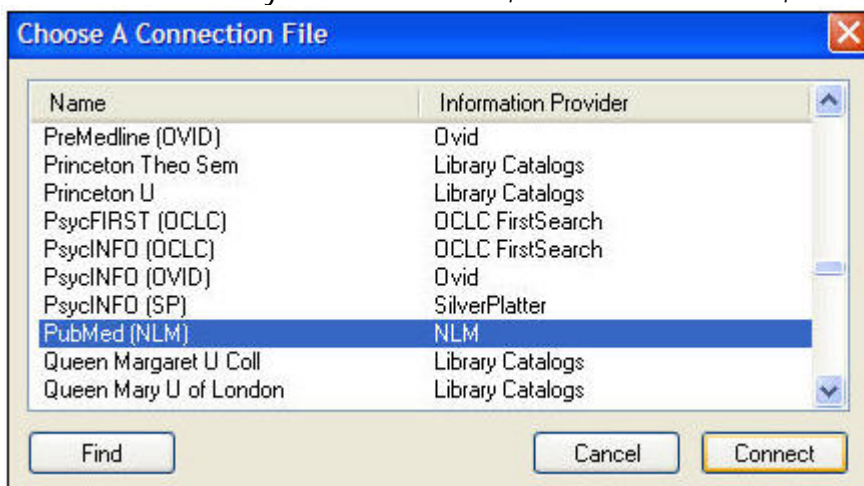 Choose A Connection File
Name Information Provider
PreMedline (OVID) Ovid
Princeton Theo Sem Library Catalogs
Princeton U Library Catalogs
PsycFIRST (OCLC) OCLC FirstSearch
PsycINFO (OCLC) OCLC FirstSearch
PsycINFO (OVID) Ovid
PsycINFO (SP) SilverPlatter
PubMed (NLM) NLM
Queen Margaret U Coll Library Catalogs
Queen Mary U of London Library Catalogs
Find Cancel Connect